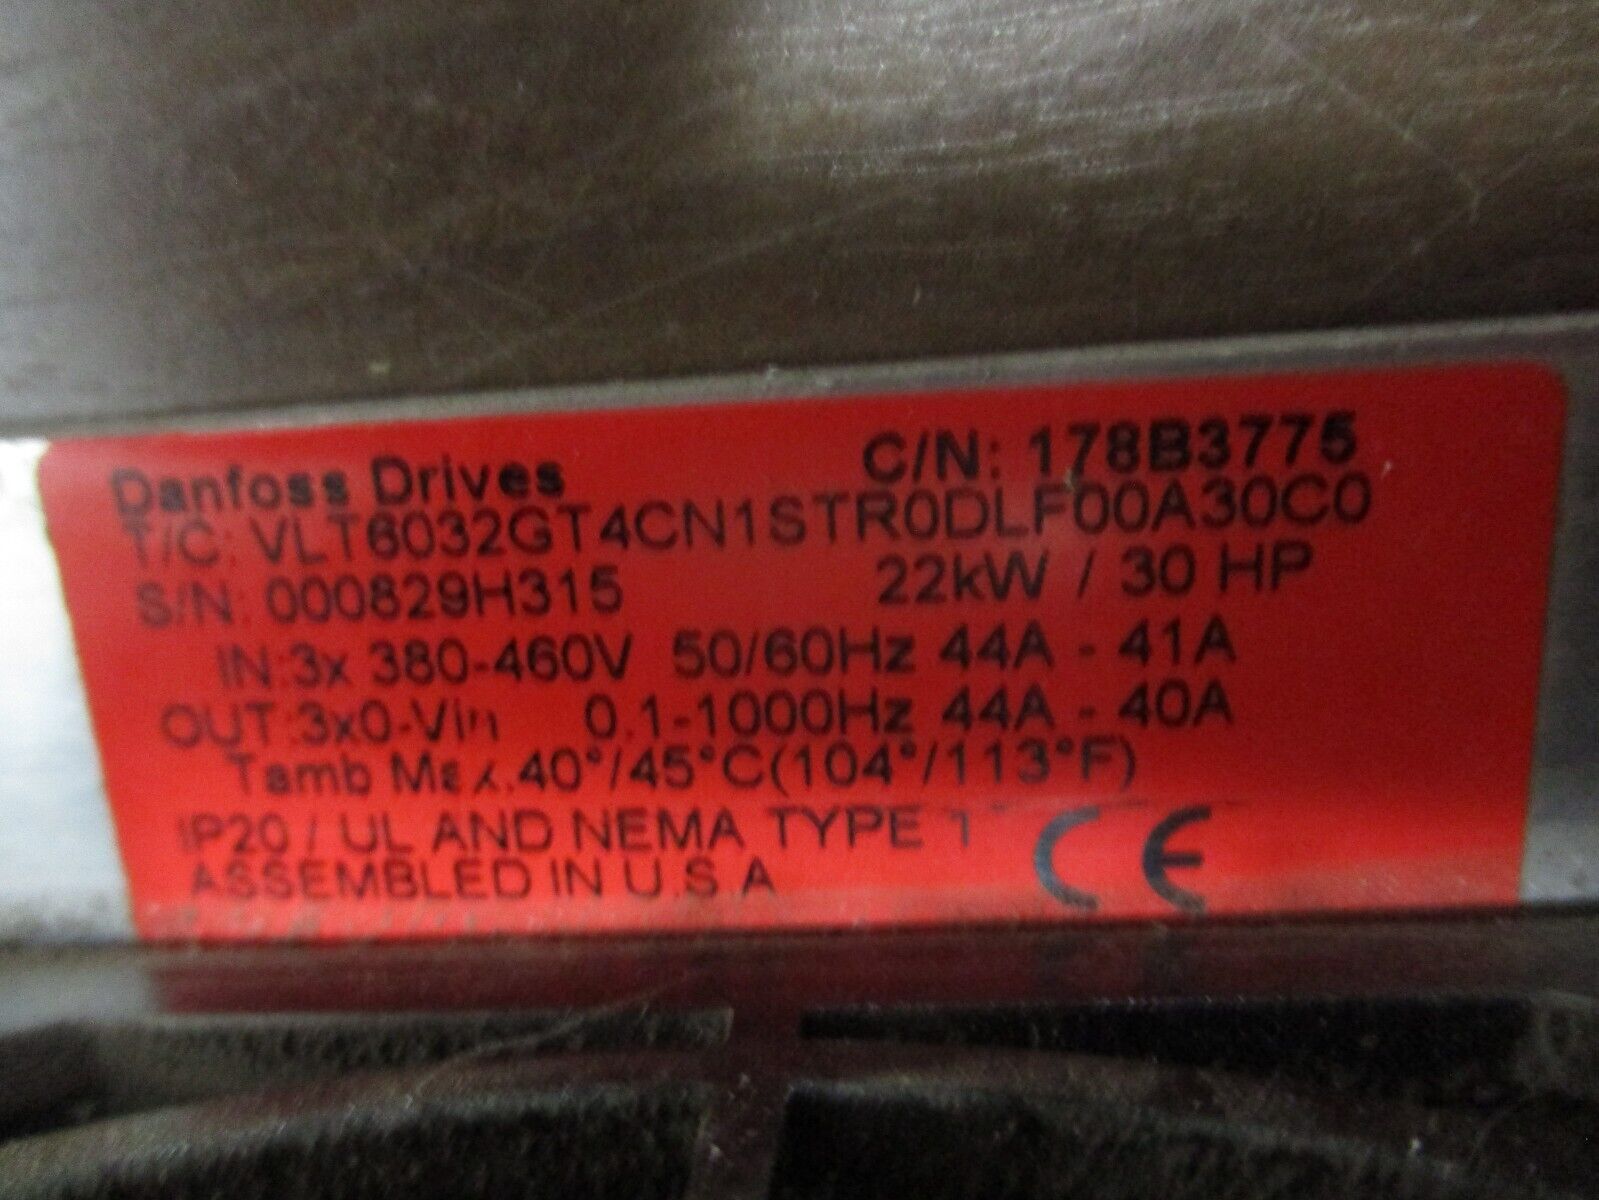 Danfoss Drives C/N: 178B3775
T/C: VLT6032GT4CN1STR0DLF00A30C0
S/N: 000829H315 22kW / 30 HP
IN:3x 380-460V 50/60Hz 44A - 41A
OUT:3x0-Vin 0.1-1000Hz 44A - 40A
Tamb Max.40°/45°C(104°/113°F)
IP20 / UL AND NEMA TYPE 1 CE
ASSEMBLED IN U.S.A